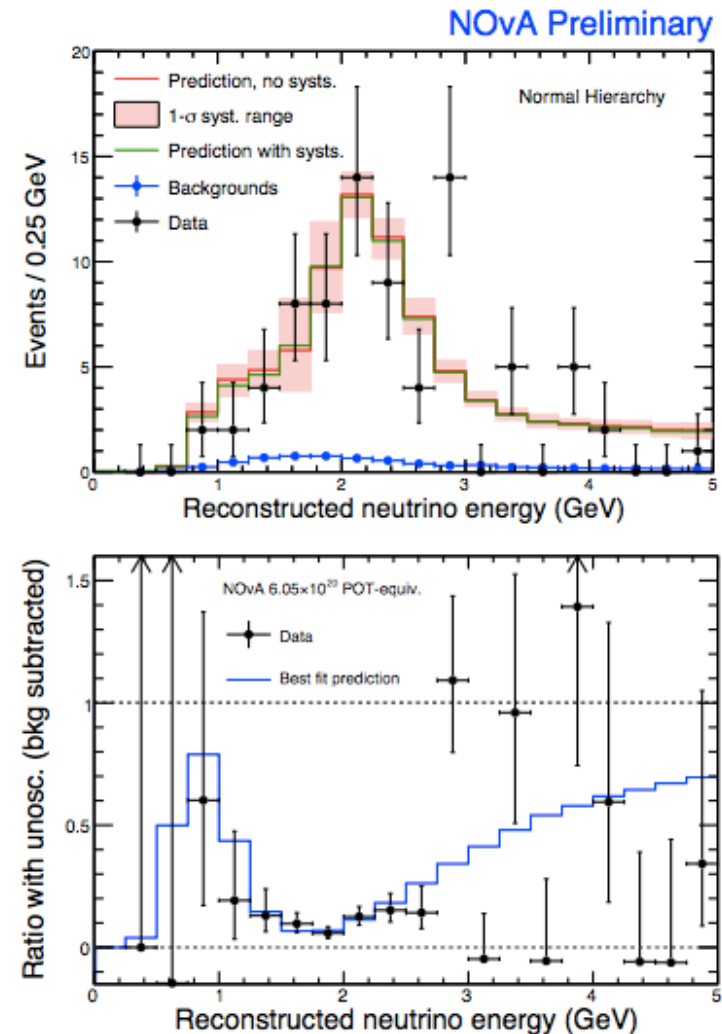 NOvA Preliminary
20
15
10
5
0
Events / 0.25 GeV
Prediction, no systs.
1-σ syst. range
Prediction with systs.
Backgrounds
Data
Normal Hierarchy
0 1 2 3 4 5
Reconstructed neutrino energy (GeV)
1.5
1
0.5
0
Ratio with unosc. (bkg subtracted)
NOvA 6.05×10²⁰ POT-equiv.
Data
Best fit prediction
0 1 2 3 4 5
Reconstructed neutrino energy (GeV)